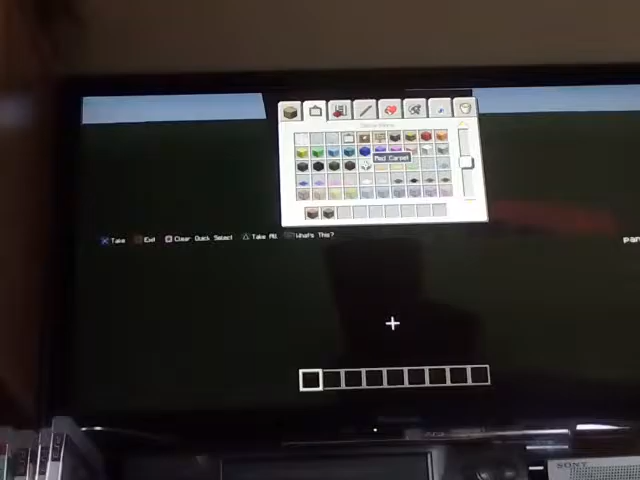 Red Carpet
Take
Exit
Clear Quick Select
Take All
What's This?
SONY